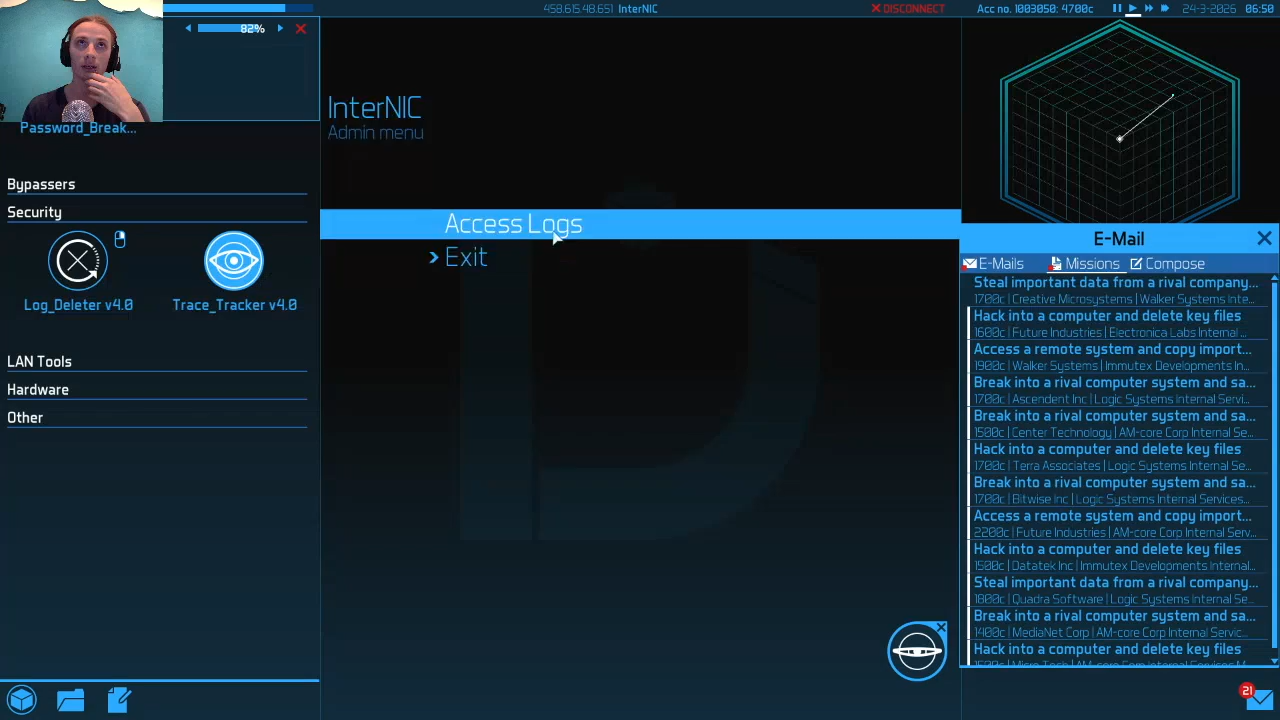 458.615.48.651 InterNIC
DISCONNECT
Acc no. 1003050: 4700c
24-3-2026 06:50
82%
Password_Break...
Bypassers
Security
Log_Deleter v4.0
Trace_Tracker v4.0
LAN Tools
Hardware
Other
InterNIC
Admin menu
Access Logs
> Exit
E-Mail
E-Mails Missions Compose
Steal important data from a rival company...
1700c | Creative Microsystems | Walker Systems Inte...
Hack into a computer and delete key files
1600c | Future Industries | Electronica Labs Internal ...
Access a remote system and copy import...
1900c | Walker Systems | Immutex Developments In...
Break into a rival computer system and sa...
1700c | Ascendent Inc | Logic Systems Internal Servi...
Break into a rival computer system and sa...
1500c | Center Technology | AM-core Corp Internal Se...
Hack into a computer and delete key files
1700c | Terra Associates | Logic Systems Internal Se...
Break into a rival computer system and sa...
1700c | Bitwise Inc | Logic Systems Internal Services...
Access a remote system and copy import...
2200c | Future Industries | AM-core Corp Internal Serv...
Hack into a computer and delete key files
1500c | Datatek Inc | Immutex Developments Internal...
Steal important data from a rival company...
1800c | Quadra Software | Logic Systems Internal Se...
Break into a rival computer system and sa...
1400c | MediaNet Corp | AM-core Corp Internal Servic...
Hack into a computer and delete key files
21